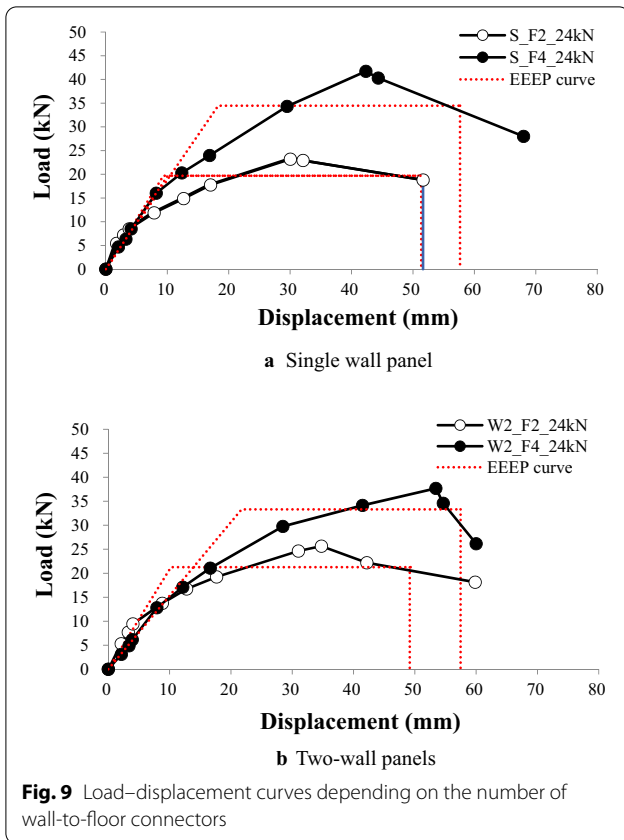 50
45
40
35
30
25
20
15
10
5
0
Load (kN)
S_F2_24kN
S_F4_24kN
EEEP curve
0 10 20 30 40 50 60 70 80
Displacement (mm)
a Single wall panel
50
45
40
35
30
25
20
15
10
5
0
Load (kN)
W2_F2_24kN
W2_F4_24kN
EEEP curve
0 10 20 30 40 50 60 70 80
Displacement (mm)
b Two-wall panels
Fig. 9 Load–displacement curves depending on the number of
wall-to-floor connectors